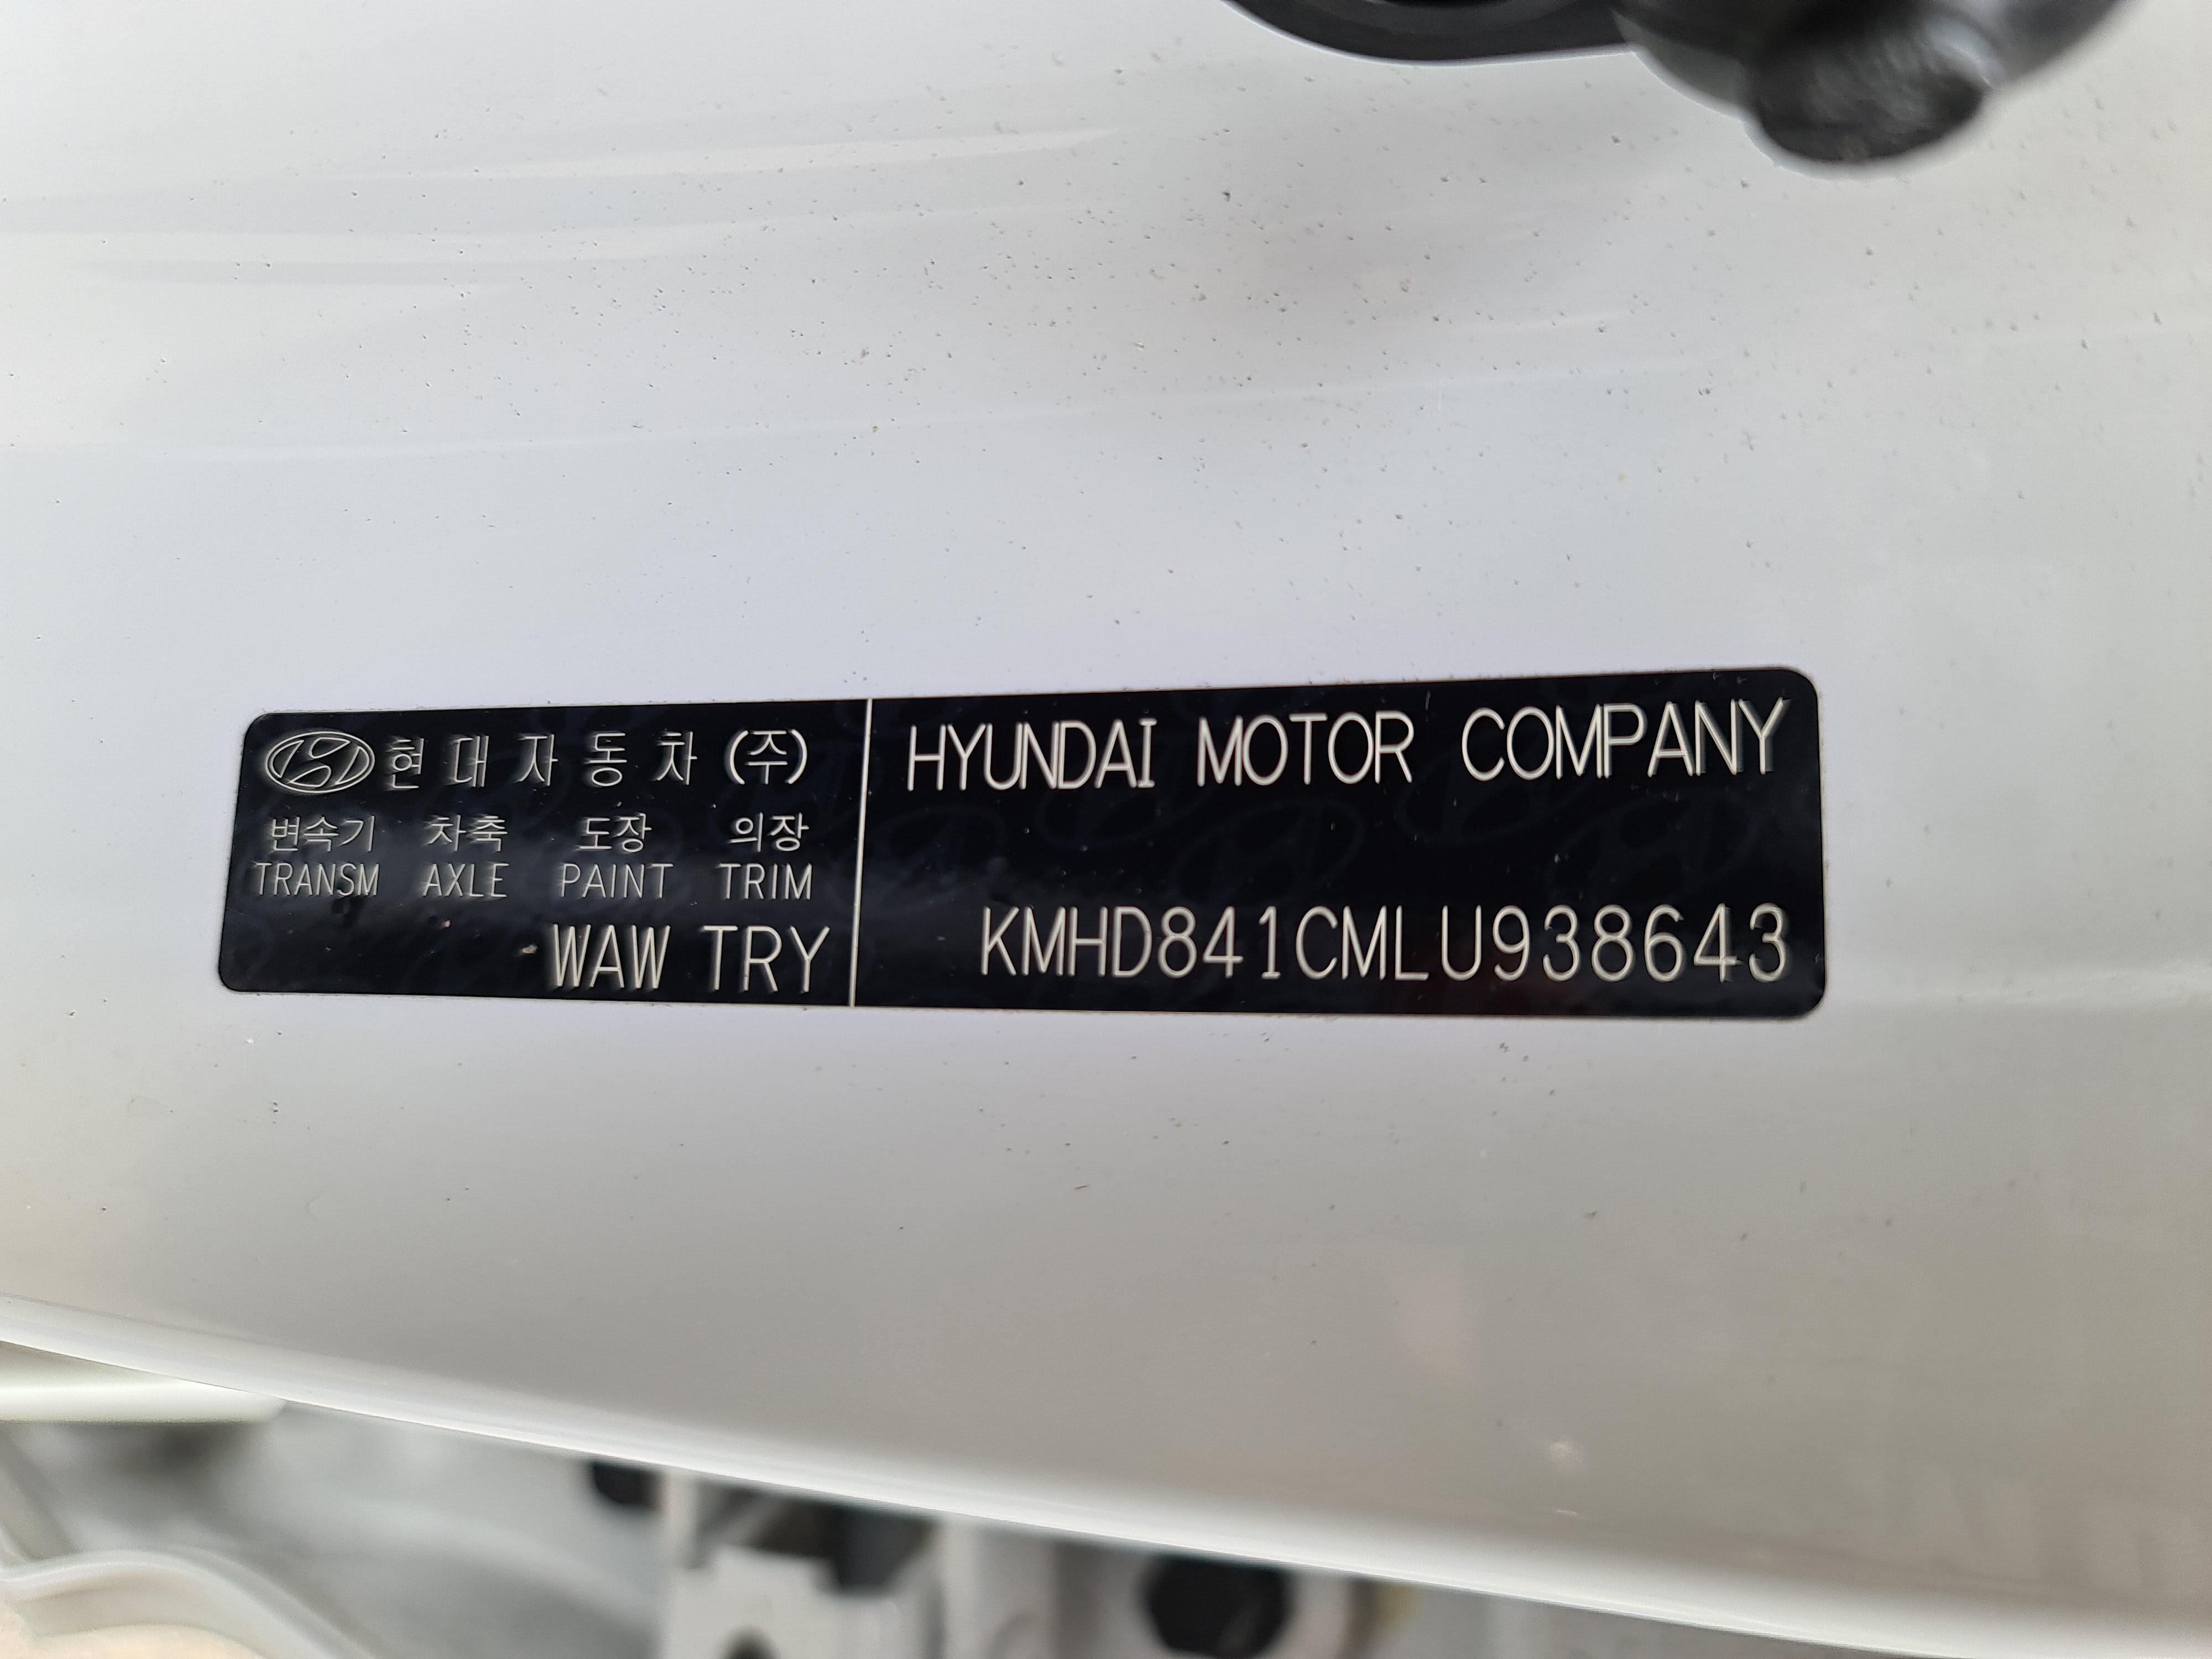 현대자동차 (주)
변속기 차축 도장 의장
TRANSM AXLE PAINT TRIM
WAW TRY
HYUNDAI MOTOR COMPANY
KMHD841CMLU938643